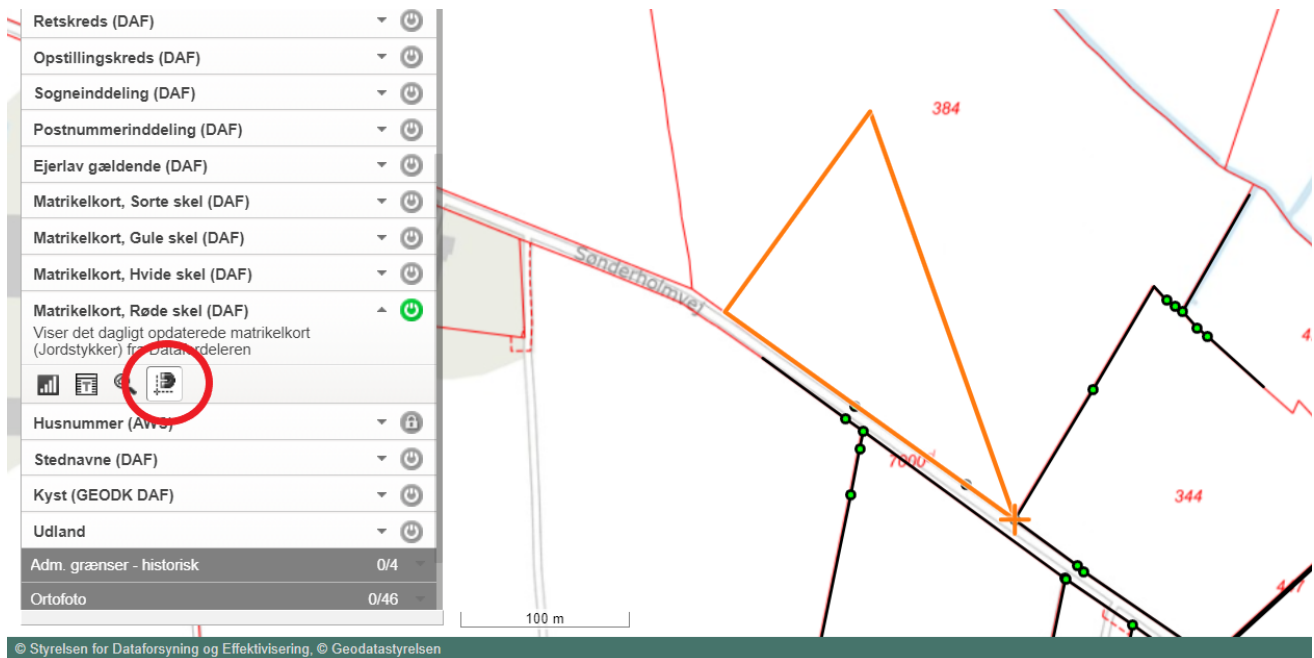 Retskreds (DAF)
Opstillingskreds (DAF)
Sogneinddeling (DAF)
Postnummerinddeling (DAF)
Ejerlav gældende (DAF)
Matrikelkort, Sorte skel (DAF)
Matrikelkort, Gule skel (DAF)
Matrikelkort, Hvide skel (DAF)
Matrikelkort, Røde skel (DAF)
Viser det dagligt opdaterede matrikelkort
(Jordstykker) fra Datafordeleren
T
Husnummer (AWS)
Stednavne (DAF)
Kyst (GEODK DAF)
Udland
Adm. grænser - historisk 0/4
Ortofoto 0/46
384
Sønderholmvej
7000
344
100 m
© Styrelsen for Dataforsyning og Effektivisering, © Geodatastyrelsen